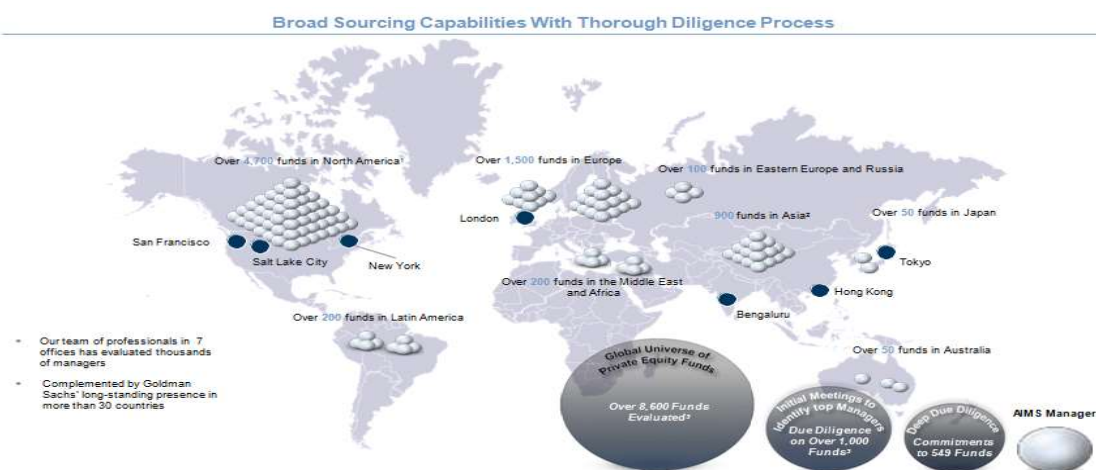 Broad Sourcing Capabilities With Thorough Diligence Process
Over 4,700 funds in North America¹
Over 1,500 funds in Europe
Over 100 funds in Eastern Europe and Russia
900 funds in Asia²
Over 50 funds in Japan
London
San Francisco
Salt Lake City
New York
Tokyo
Over 200 funds in the Middle East
and Africa
Hong Kong
Bengaluru
Over 200 funds in Latin America
Over 50 funds in Australia
- Our team of professionals in 7
offices has evaluated thousands
of managers
- Complemented by Goldman
Sachs' long-standing presence in
more than 30 countries
Global Universe of
Private Equity Funds
Over 8,600 Funds
Evaluated³
Initial Meetings to
Identify top Managers
Due Diligence
on Over 1,000
Funds³
Deep Due Diligence
Commitments
to 549 Funds
AIMS Manager